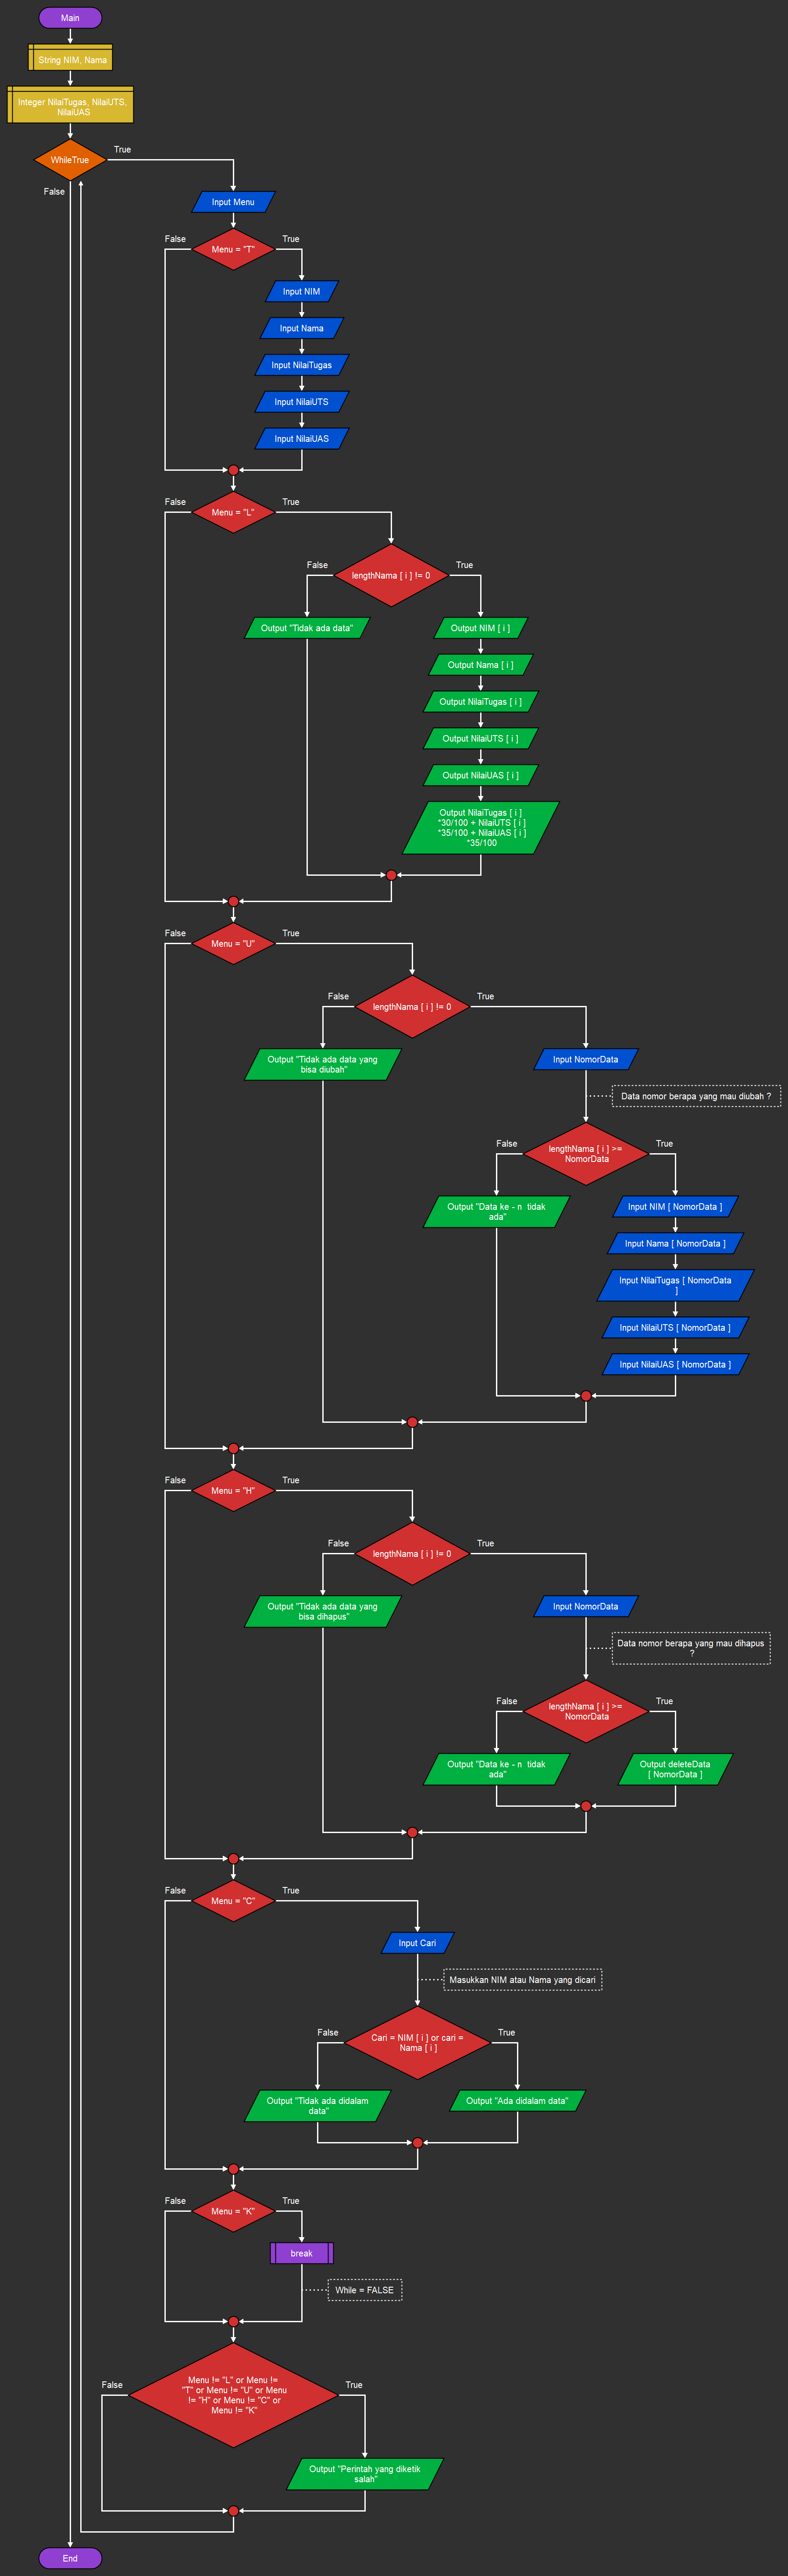 Main
String NIM, Nama
Integer NilaiTugas, NilaiUTS,
NilaiUAS
WhileTrue
True
False
Input Menu
False
True
Menu = "T"
Input NIM
Input Nama
Input NilaiTugas
Input NilaiUTS
Input NilaiUAS
False
True
Menu = "L"
False
True
lengthNama [ i ] != 0
Output "Tidak ada data"
Output NIM [ i ]
Output Nama [ i ]
Output NilaiTugas [ i ]
Output NilaiUTS [ i ]
Output NilaiUAS [ i ]
Output NilaiTugas [ i ]
*30/100 + NilaiUTS [ i ]
*35/100 + NilaiUAS [ i ]
*35/100
False
True
Menu = "U"
False
True
lengthNama [ i ] != 0
Output "Tidak ada data yang
bisa diubah"
Input NomorData
Data nomor berapa yang mau diubah ?
False
True
lengthNama [ i ] >=
NomorData
Output "Data ke - n  tidak
ada"
Input NIM [ NomorData ]
Input Nama [ NomorData ]
Input NilaiTugas [ NomorData
]
Input NilaiUTS [ NomorData ]
Input NilaiUAS [ NomorData ]
False
True
Menu = "H"
False
True
lengthNama [ i ] != 0
Output "Tidak ada data yang
bisa dihapus"
Input NomorData
Data nomor berapa yang mau dihapus
?
False
True
lengthNama [ i ] >=
NomorData
Output "Data ke - n  tidak
ada"
Output deleteData
[ NomorData ]
False
True
Menu = "C"
Input Cari
Masukkan NIM atau Nama yang dicari
False
True
Cari = NIM [ i ] or cari =
Nama [ i ]
Output "Tidak ada didalam
data"
Output "Ada didalam data"
False
True
Menu = "K"
break
While = FALSE
False
True
Menu != "L" or Menu !=
"T" or Menu != "U" or Menu
!= "H" or Menu != "C" or
Menu != "K"
Output "Perintah yang diketik
salah"
End